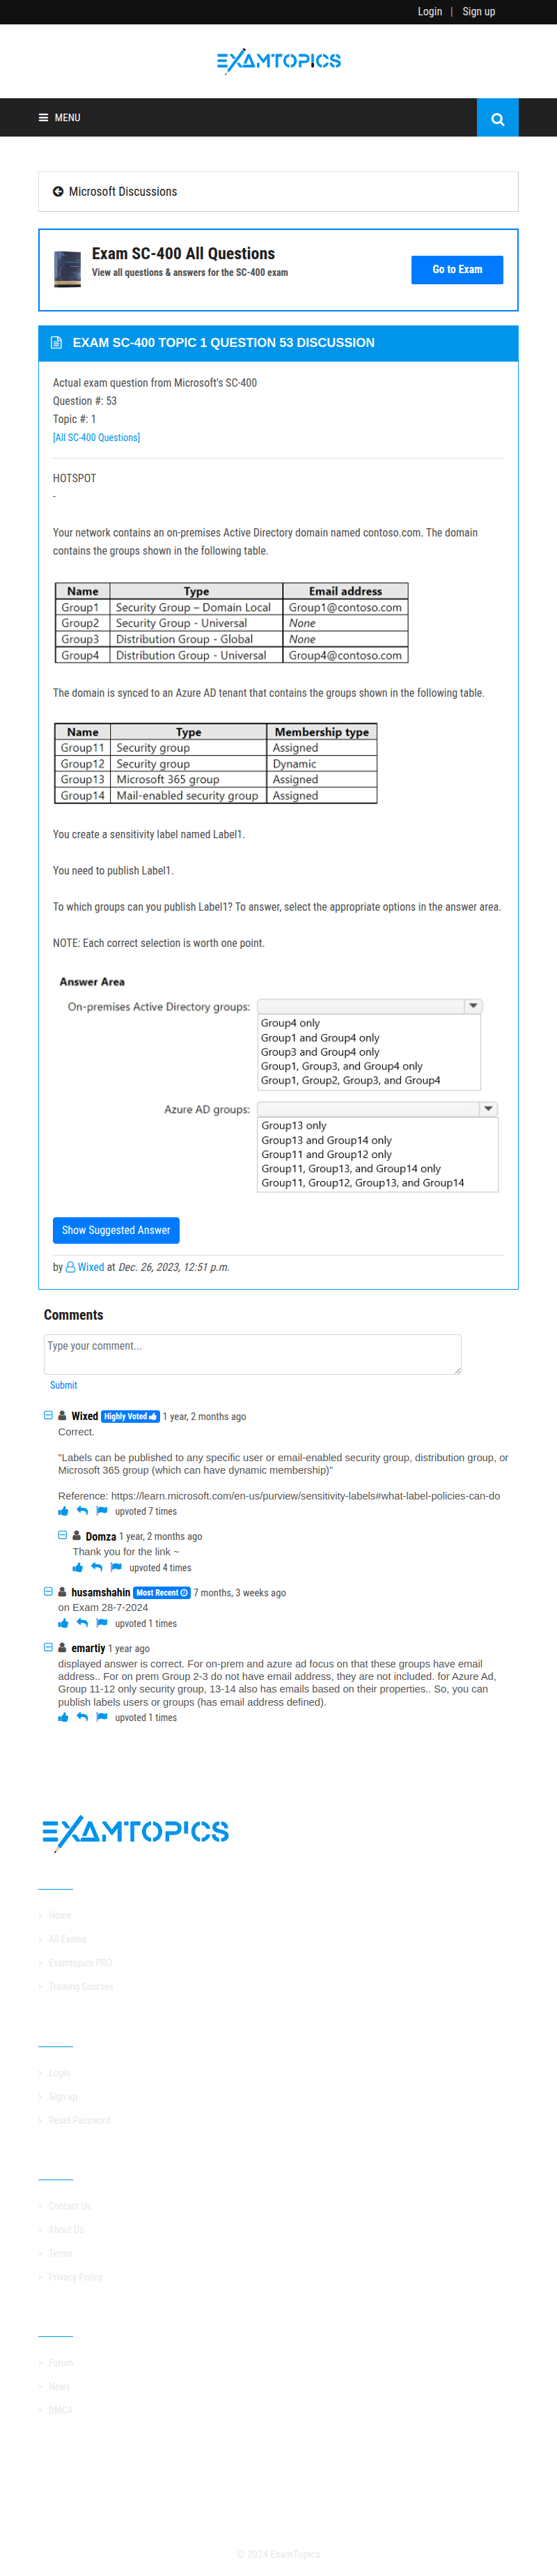 Login | Sign up
EXAMTOPICS
MENU
Microsoft Discussions
Exam SC-400 All Questions
View all questions & answers for the SC-400 exam
Go to Exam
EXAM SC-400 TOPIC 1 QUESTION 53 DISCUSSION
Actual exam question from Microsoft's SC-400
Question #: 53
Topic #: 1
[All SC-400 Questions]
HOTSPOT
-
Your network contains an on-premises Active Directory domain named contoso.com. The domain
contains the groups shown in the following table.
Name Type Email address
Group1 Security Group – Domain Local Group1@contoso.com
Group2 Security Group - Universal None
Group3 Distribution Group - Global None
Group4 Distribution Group - Universal Group4@contoso.com
The domain is synced to an Azure AD tenant that contains the groups shown in the following table.
Name Type Membership type
Group11 Security group Assigned
Group12 Security group Dynamic
Group13 Microsoft 365 group Assigned
Group14 Mail-enabled security group Assigned
You create a sensitivity label named Label1.
You need to publish Label1.
To which groups can you publish Label1? To answer, select the appropriate options in the answer area.
NOTE: Each correct selection is worth one point.
Answer Area
On-premises Active Directory groups:
Group4 only
Group1 and Group4 only
Group3 and Group4 only
Group1, Group3, and Group4 only
Group1, Group2, Group3, and Group4
Azure AD groups:
Group13 only
Group13 and Group14 only
Group11 and Group12 only
Group11, Group13, and Group14 only
Group11, Group12, Group13, and Group14
Show Suggested Answer
by Wixed at Dec. 26, 2023, 12:51 p.m.
Comments
Type your comment...
Submit
Wixed Highly Voted 1 year, 2 months ago
Correct.
"Labels can be published to any specific user or email-enabled security group, distribution group, or
Microsoft 365 group (which can have dynamic membership)"
Reference: https://learn.microsoft.com/en-us/purview/sensitivity-labels#what-label-policies-can-do
upvoted 7 times
Domza 1 year, 2 months ago
Thank you for the link ~
upvoted 4 times
husamshahin Most Recent 7 months, 3 weeks ago
on Exam 28-7-2024
upvoted 1 times
emartiy 1 year ago
displayed answer is correct. For on-prem and azure ad focus on that these groups have email
address.. For on prem Group 2-3 do not have email address, they are not included. for Azure Ad,
Group 11-12 only security group, 13-14 also has emails based on their properties.. So, you can
publish labels users or groups (has email address defined).
upvoted 1 times
EXAMTOPICS
Home
All Exams
Examtopics PRO
Training Courses
Login
Sign up
Reset Password
Contact Us
About Us
Terms
Privacy Policy
Forum
News
DMCA
© 2024 ExamTopics